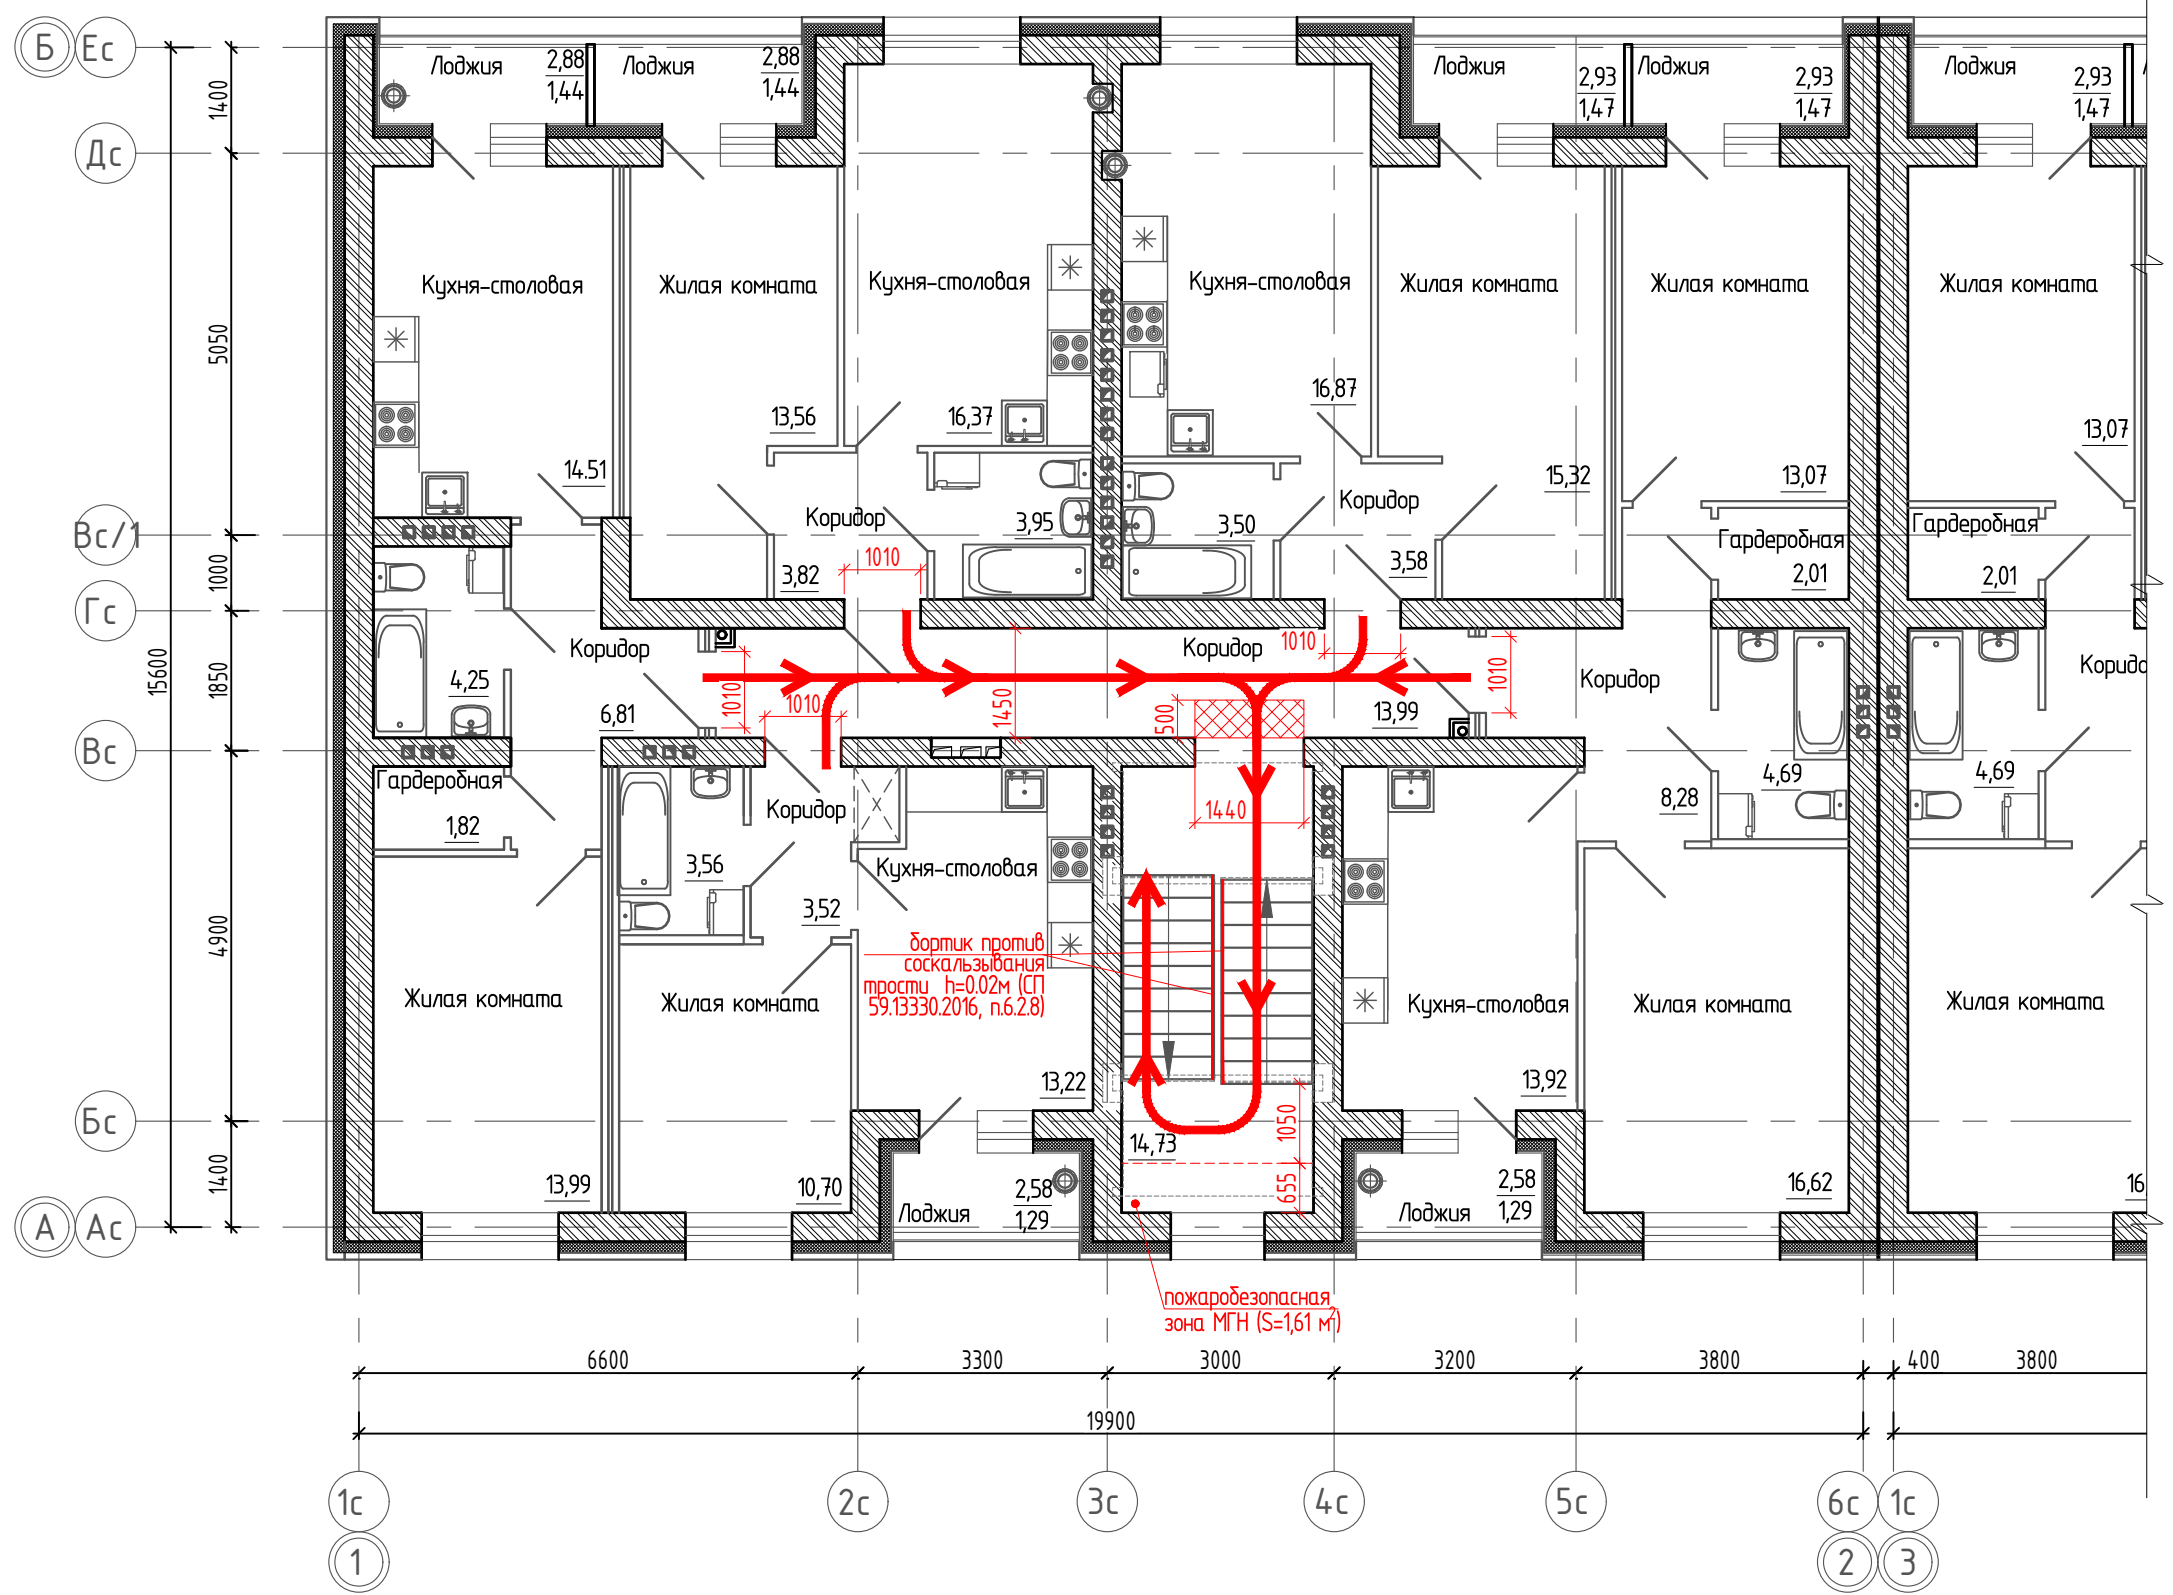 Б Ес
Лоджия 2,88
1,44
Лоджия 2,88
1,44
Лоджия 2,93
1,47
Лоджия 2,93
1,47
Лоджия 2,93
1,47
1400
Дс
Кухня-столовая
Жилая комната
Кухня-столовая
Кухня-столовая
Жилая комната
Жилая комната
Жилая комната
5050
14.51
13,56
16,37
16,87
15,32
13,07
13,07
Вс/1
Коридор
3,95
3,50
Коридор
Гардеробная
2,01
Гардеробная
2,01
1000
3,82
1010
3,58
Гс
15600
1850
Коридор
4,25
6,81
1010
1010
1450
Коридор
1010
500
13,99
1010
Коридор
Коридо
Вс
Гардеробная
1,82
Коридор
3,56
3,52
Кухня-столовая
1440
8,28
4,69
4,69
4900
бортик против
соскальзывания
трости h=0.02м (СП
59.13330.2016, п.6.2.8)
Жилая комната
Жилая комната
Кухня-столовая
Жилая комната
Жилая комната
13,22
13,92
Бс
1400
13,99
10,70
14,73
1050
655
16,62
16
Лоджия 2,58
1,29
Лоджия 2,58
1,29
А Ас
пожаробезопасная
зона МГН (S=1,61 м²)
6600 3300 3000 3200 3800 400 3800
19900
1с 2с 3с 4с 5с 6с 1с
1 2 3